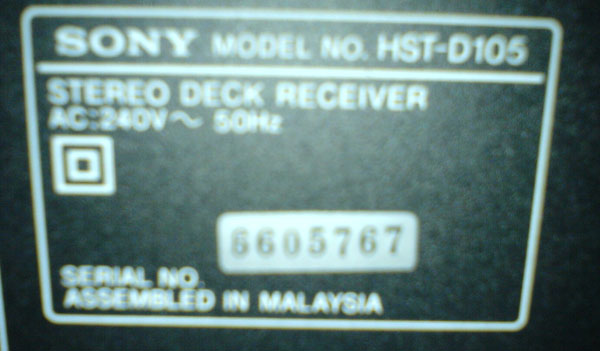 SONY MODEL NO. HST-D105
STEREO DECK RECEIVER
AC:240V~ 50Hz
6605767
SERIAL NO.
ASSEMBLED IN MALAYSIA